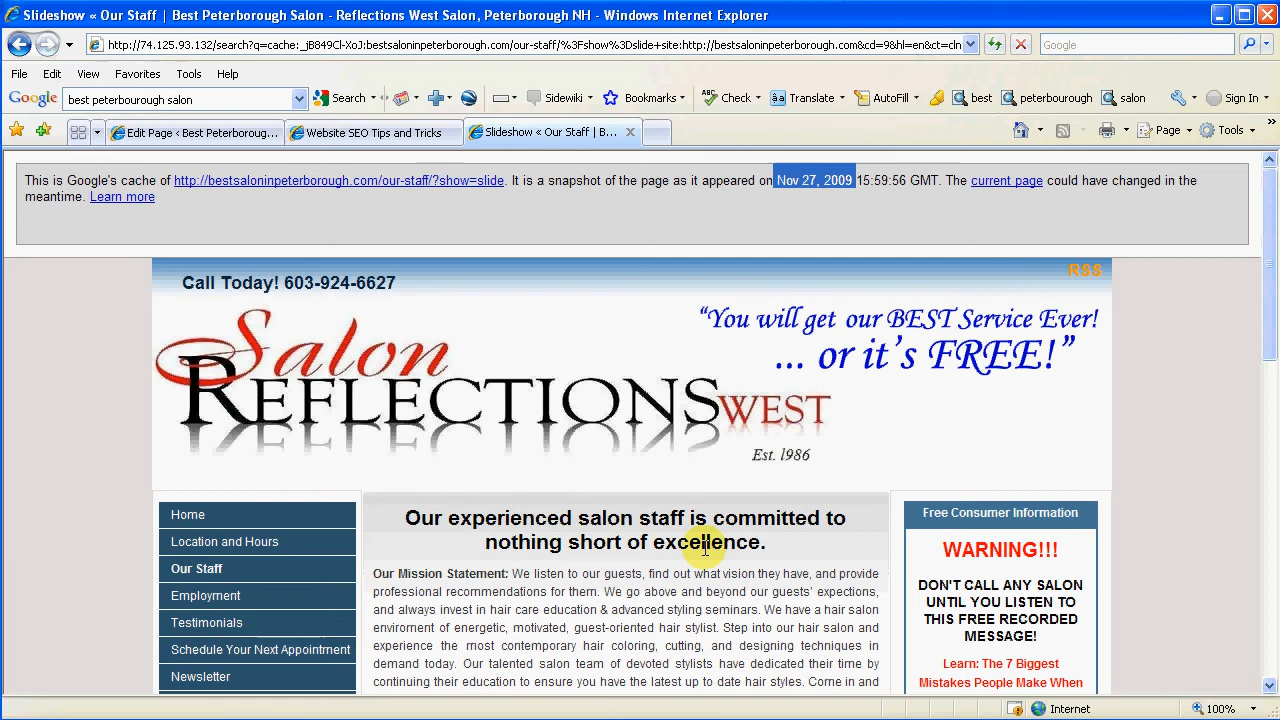 Slideshow « Our Staff | Best Peterborough Salon - Reflections West Salon, Peterborough NH - Windows Internet Explorer
http://74.125.93.132/search?q=cache:_jB849Cl-XoJ:bestsaloninpeterborough.com/our-staff/%3Fshow%3Dslide+site:http://bestsaloninpeterborough.com&cd=9&hl=en&ct=cln
Google
File Edit View Favorites Tools Help
Google best peterbourough salon Search Sidewiki Bookmarks Check Translate AutoFill best peterbourough salon Sign In
Edit Page ‹ Best Peterboroug... Website SEO Tips and Tricks Slideshow « Our Staff | B... Page Tools
This is Google's cache of http://bestsaloninpeterborough.com/our-staff/?show=slide. It is a snapshot of the page as it appeared on Nov 27, 2009 15:59:56 GMT. The current page could have changed in the
meantime. Learn more
Call Today! 603-924-6627
RSS
Salon
REFLECTIONS WEST
Est. 1986
“You will get our BEST Service Ever!
... or it’s FREE!”
Home
Location and Hours
Our Staff
Employment
Testimonials
Schedule Your Next Appointment
Newsletter
Our experienced salon staff is committed to
nothing short of excellence.
Our Mission Statement: We listen to our guests, find out what vision they have, and provide
professional recommendations for them. We go above and beyond our guests’ expections,
and always invest in hair care education & advanced styling seminars. We have a hair salon
enviroment of energetic, motivated, guest-oriented hair stylist. Step into our hair salon and
experience the most contemporary hair coloring, cutting, and designing techniques in
demand today. Our talented salon team of devoted stylists have dedicated their time by
continuing their education to ensure you have the latest up to date hair styles. Come in and
Free Consumer Information
WARNING!!!
DON'T CALL ANY SALON
UNTIL YOU LISTEN TO
THIS FREE RECORDED
MESSAGE!
Learn: The 7 Biggest
Mistakes People Make When
Internet
100%